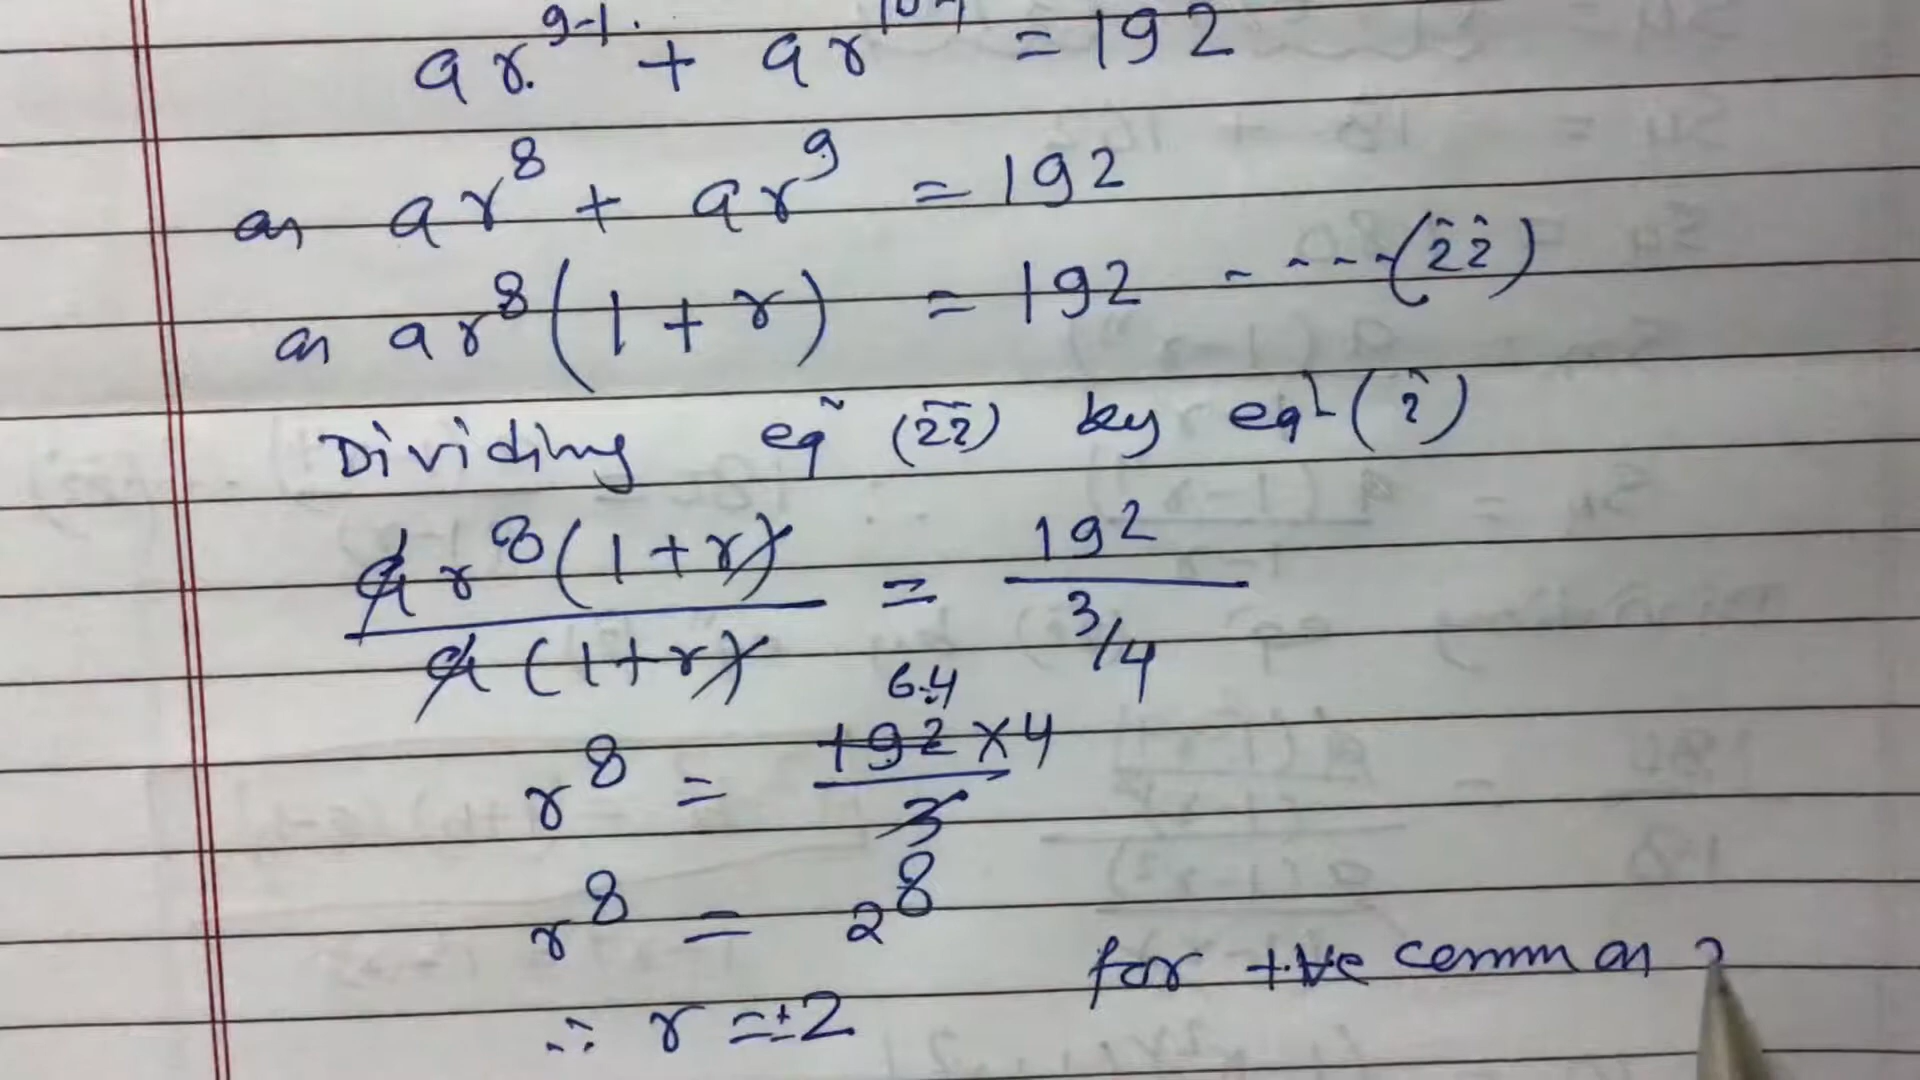 ar^9-1 + ar^10-1 = 192
or ar^8 + ar^9 = 192
or ar^8 (1 + r) = 192 - - - - (ii)
Dividing eqn (ii) by eqn (i)
ar^8 (1 + r) / a (1 + r) = 192 / 3/4
64
r^8 = 192 × 4 / 3
r^8 = 2^8
for +ve common
∴ r = ±2